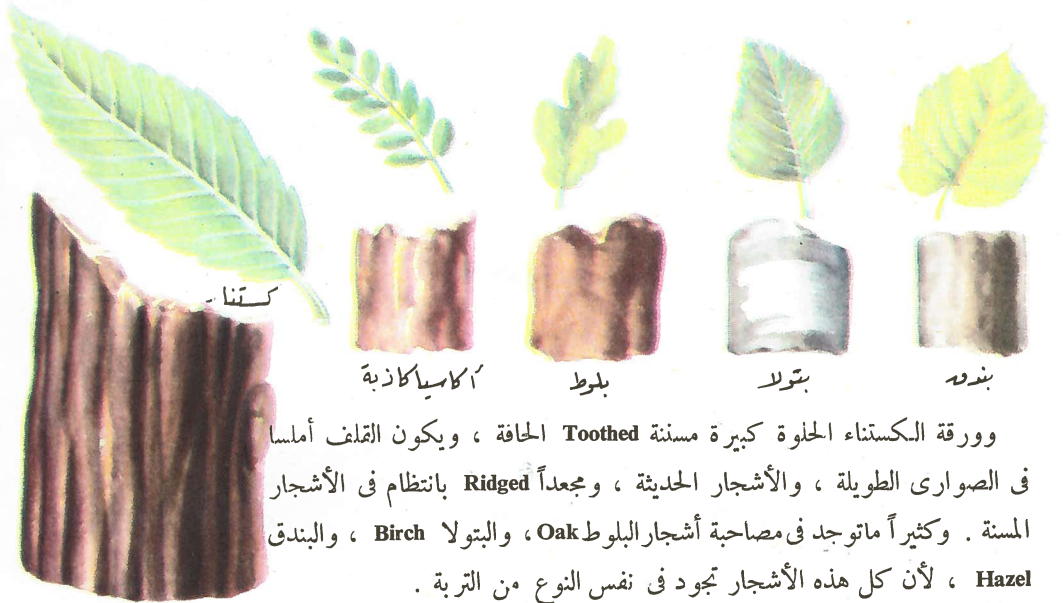 كستناء
أكاسيا كاذبة
بلوط
بتولا
بندق
وورقة الكستناء الحلوة كبيرة مسننة Toothed الحافة ، ويكون القلف أملسا
فى الصوارى الطويلة ، والأشجار الحديثة ، ومجعداً Ridged بانتظام فى الأشجار
المسنة . وكثيراً ماتوجد فى مصاحبة أشجار البلوط Oak ، والبتولا Birch ، والبندق
Hazel ، لأن كل هذه الأشجار تجود فى نفس النوع من التربة .